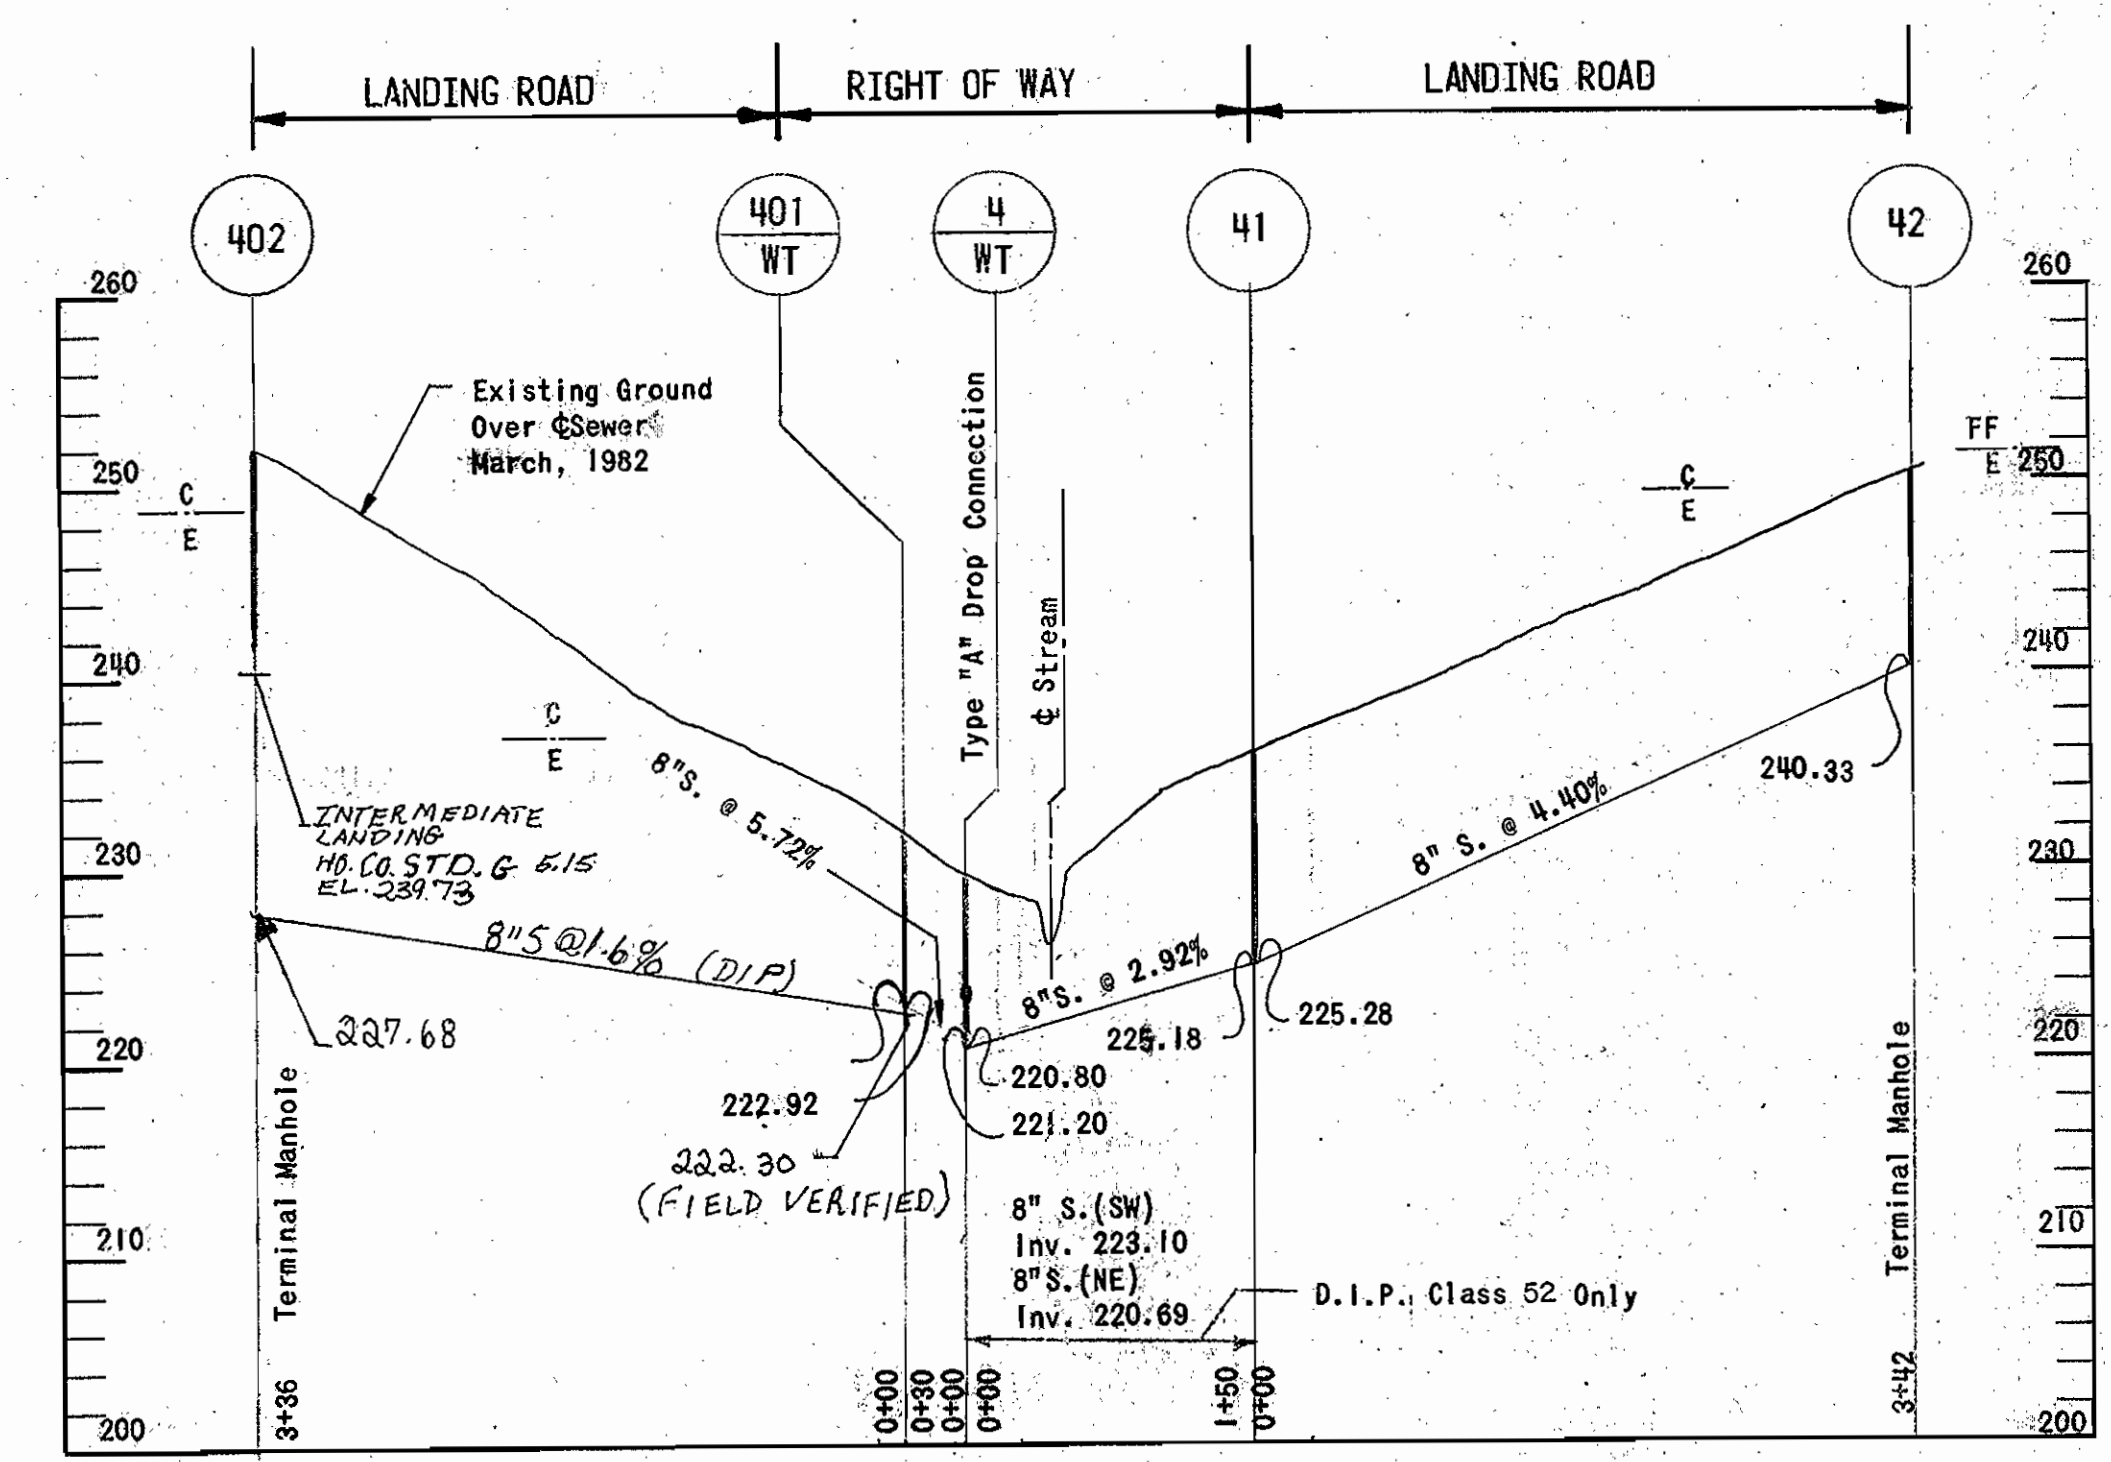 LANDING ROAD
RIGHT OF WAY
LANDING ROAD
402
401
WT
4
WT
41
42
260
250
240
230
220
210
200
260
250
240
230
220
210
200
C
E
Existing Ground
Over ℄Sewer
March, 1982
C
E
FF
E
C
E
Type "A" Drop Connection
℄ Stream
INTERMEDIATE
LANDING
HO. CO. STD. G 5.15
EL. 239.73
8"S. @ 5.72%
8"S @ 1.6% (DIP)
8"S. @ 2.92%
8" S. @ 4.40%
240.33
227.68
225.18
225.28
220.80
221.20
222.92
222.30
(FIELD VERIFIED)
8" S.(SW)
Inv. 223.10
8"S.(NE)
Inv. 220.69
D.I.P. Class 52 Only
3+36 Terminal Manhole
0+00
0+30
0+00
0+00
1+50
0+00
3+42 Terminal Manhole